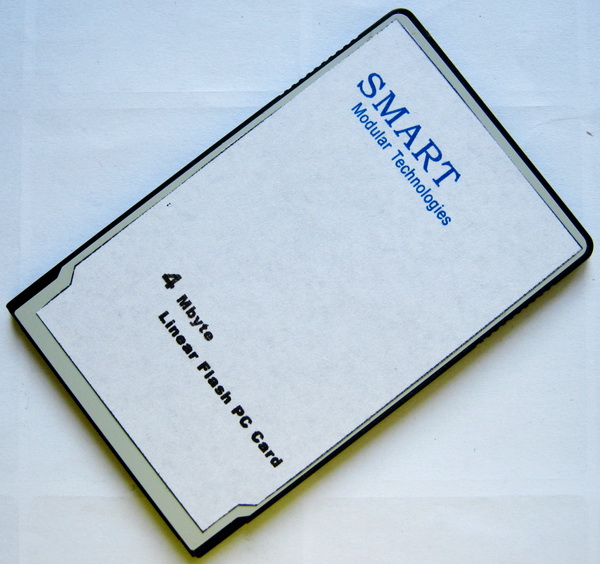 SMART
Modular Technologies
4 Mbyte
Linear Flash PC Card